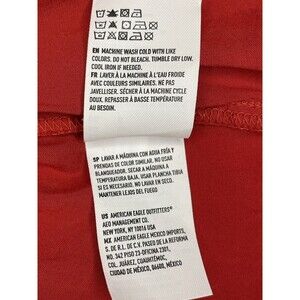 EN MACHINE WASH COLD WITH LIKE
COLORS. DO NOT BLEACH. TUMBLE DRY LOW.
COOL IRON IF NEEDED.
FR LAVER À LA MACHINE À L'EAU FROIDE
AVEC COULEURS SIMILAIRES. NE PAS
JAVELLISER. SÉCHER À LA MACHINE CYCLE
DOUX. REPASSER À BASSE TEMPÉRATURE
AU BESOIN.
SP LAVAR A MÁQUINA CON AGUA FRÍA Y
PRENDAS DE COLOR SIMILAR. NO USAR
BLANQUEADOR. SECAR A MÁQUINA A
TEMPERATURA BAJA. USAR PLANCHA TIBIA
SI ES NECESARIO. NO LAVAR EN SECO
MANTENER LEJOS DEL FUEGO
US AMERICAN EAGLE OUTFITTERS®
AEO MANAGEMENT CO.
NEW YORK, NY 10016 USA
MX AMERICAN EAGLE MEXICO IMPORTS,
S. DE R.L. DE C.V. PASEO DE LA REFORMA
NO. 342 PISO 23 DESPACHO 2301,
COL. JUÁREZ, CUAUHTÉMOC,
06600, MÉXICO, MÉXICO